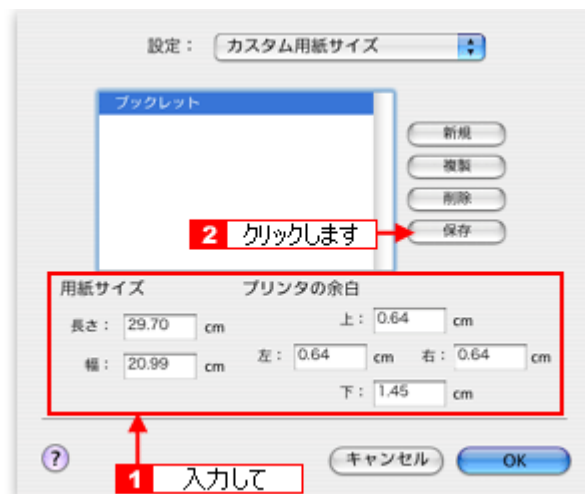 設定： カスタム用紙サイズ
ブックレット
新規
複製
削除
2 クリックします
保存
用紙サイズ プリンタの余白
長さ： 29.70 cm 上： 0.64 cm
幅： 20.99 cm 左： 0.64 cm 右： 0.64 cm
下： 1.45 cm
? キャンセル OK
1 入力して